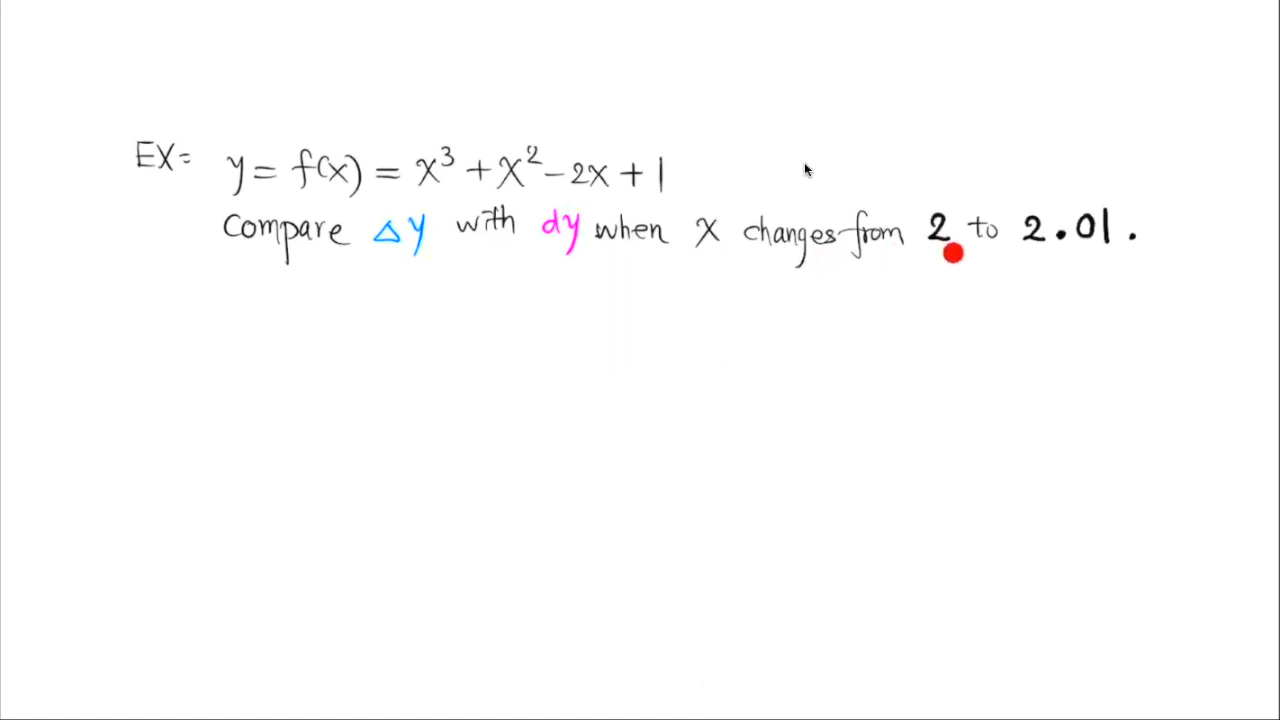 EX= y = f(x) = x³ + x² - 2x + 1
Compare Δy with dy when x changes from 2 to 2.01.